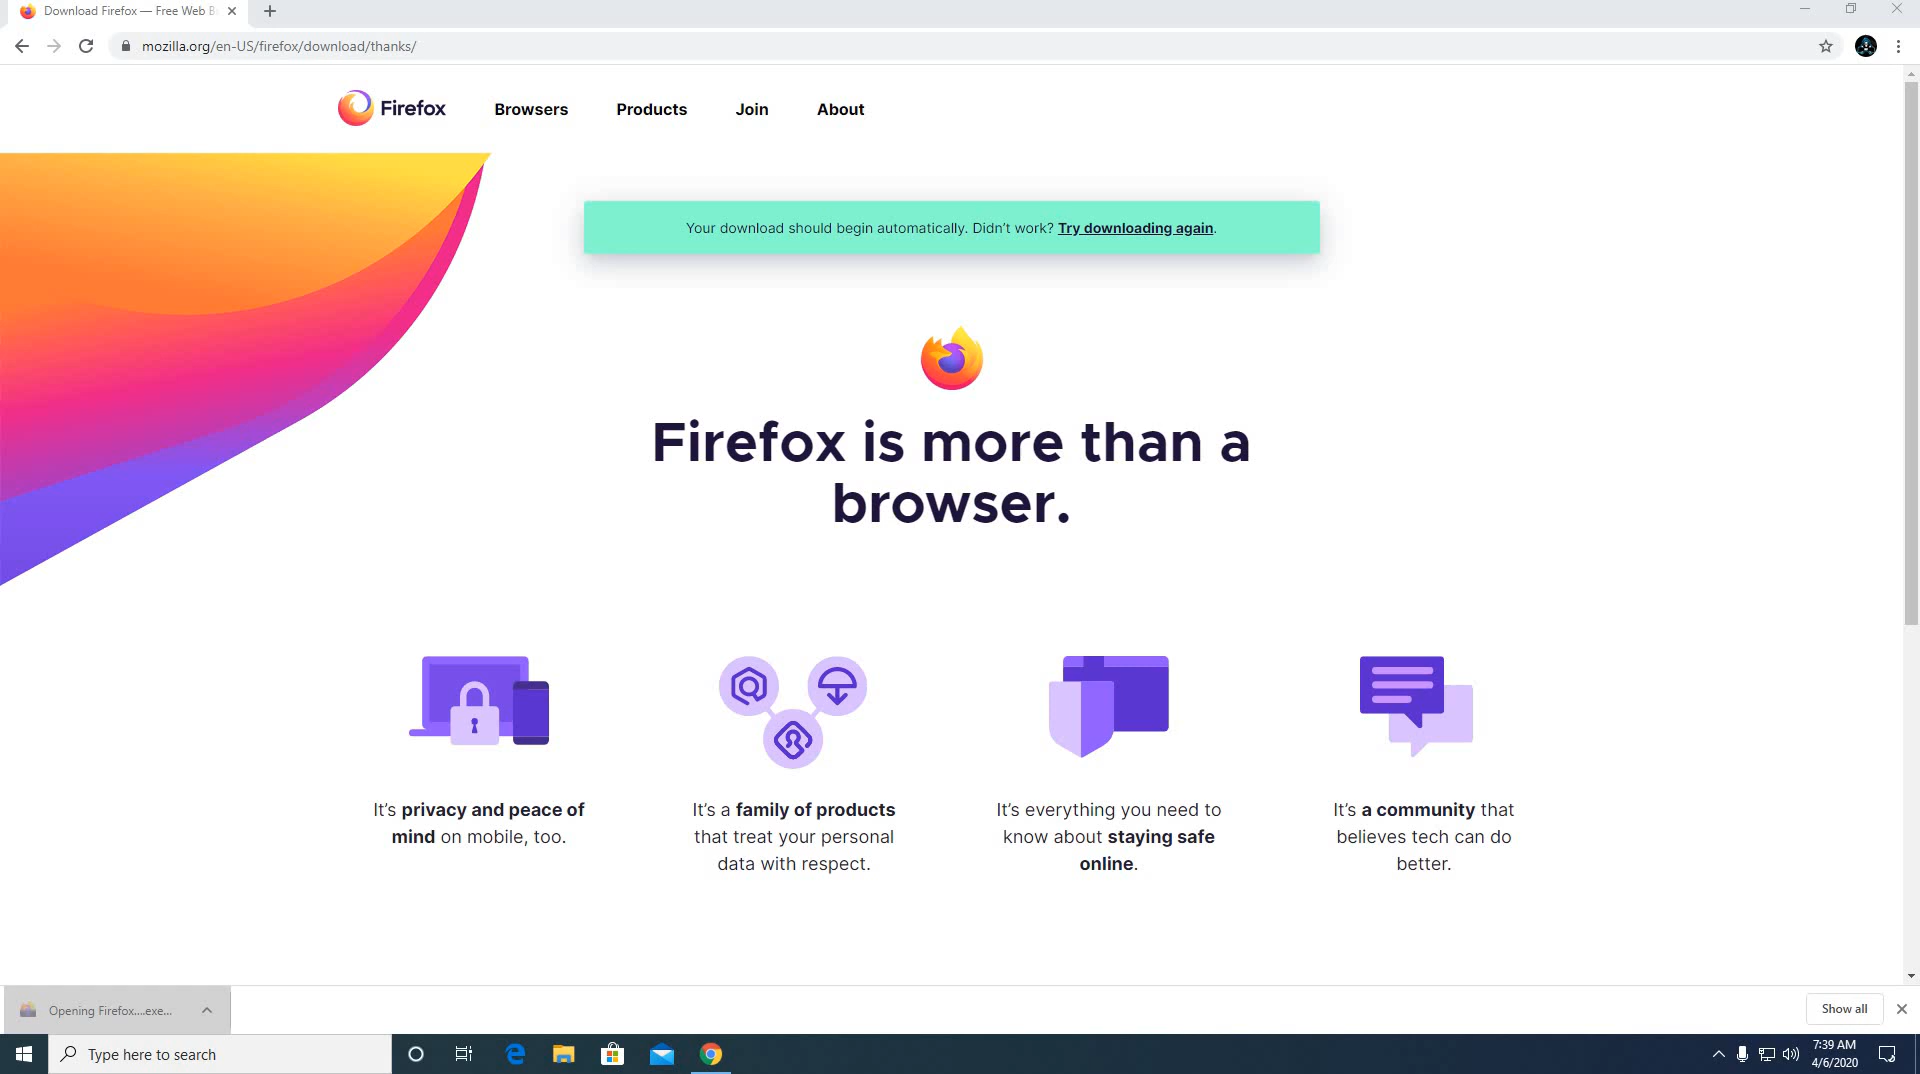 Download Firefox — Free Web B
mozilla.org/en-US/firefox/download/thanks/
Firefox Browsers Products Join About
Your download should begin automatically. Didn’t work? Try downloading again.
Firefox is more than a
browser.
It’s privacy and peace of
mind on mobile, too.
It’s a family of products
that treat your personal
data with respect.
It’s everything you need to
know about staying safe
online.
It’s a community that
believes tech can do
better.
Opening Firefox....exe...
Show all
Type here to search
7:39 AM
4/6/2020